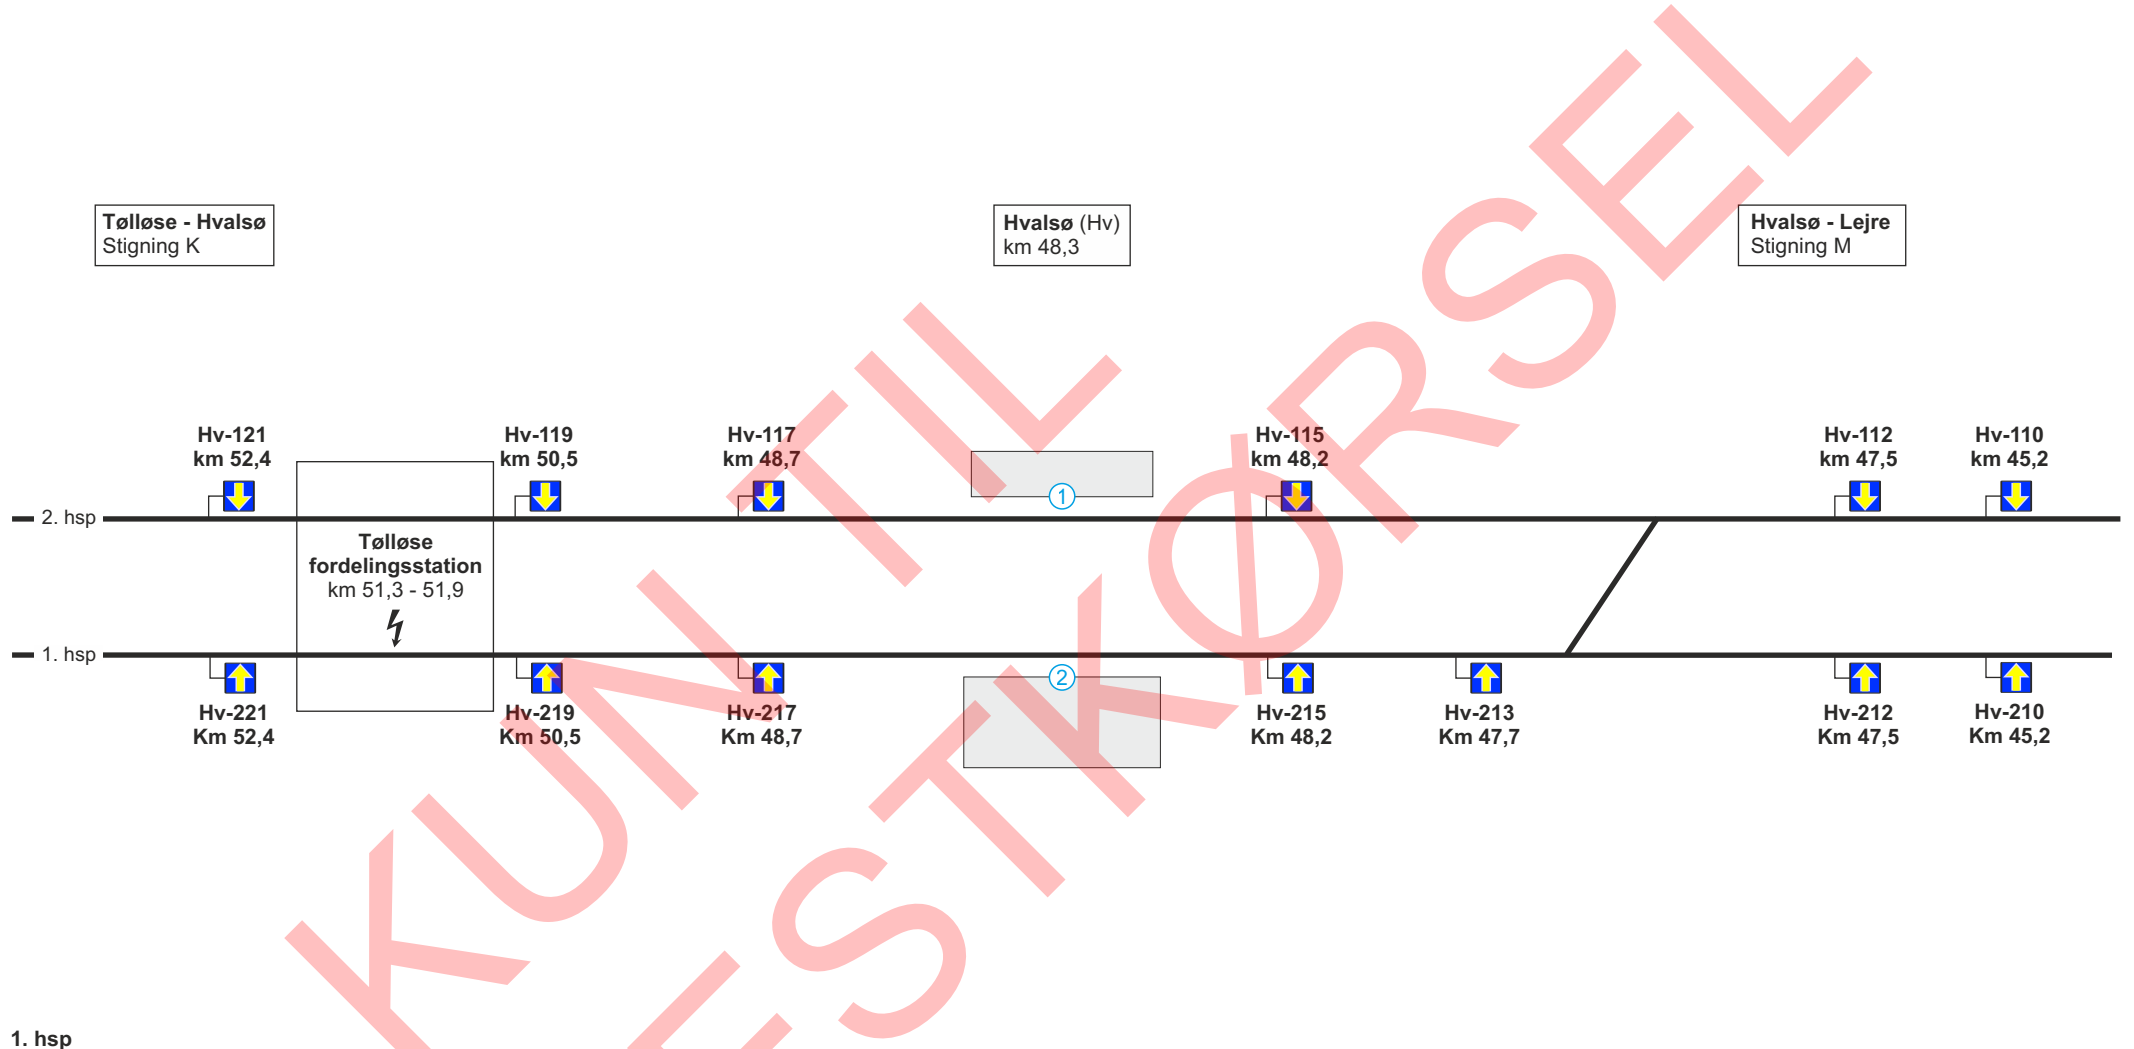 Tølløse - Hvalsø
Stigning K
Hvalsø (Hv)
km 48,3
Hvalsø - Lejre
Stigning M
Hv-121
km 52,4
Hv-119
km 50,5
Hv-117
km 48,7
Hv-115
km 48,2
Hv-112
km 47,5
Hv-110
km 45,2
1
2. hsp
Tølløse
fordelingsstation
km 51,3 - 51,9
1. hsp
2
Hv-221
Km 52,4
Hv-219
Km 50,5
Hv-217
Km 48,7
Hv-215
Km 48,2
Hv-213
Km 47,7
Hv-212
Km 47,5
Hv-210
Km 45,2
KUN TIL
ESTKØRSEL
1. hsp